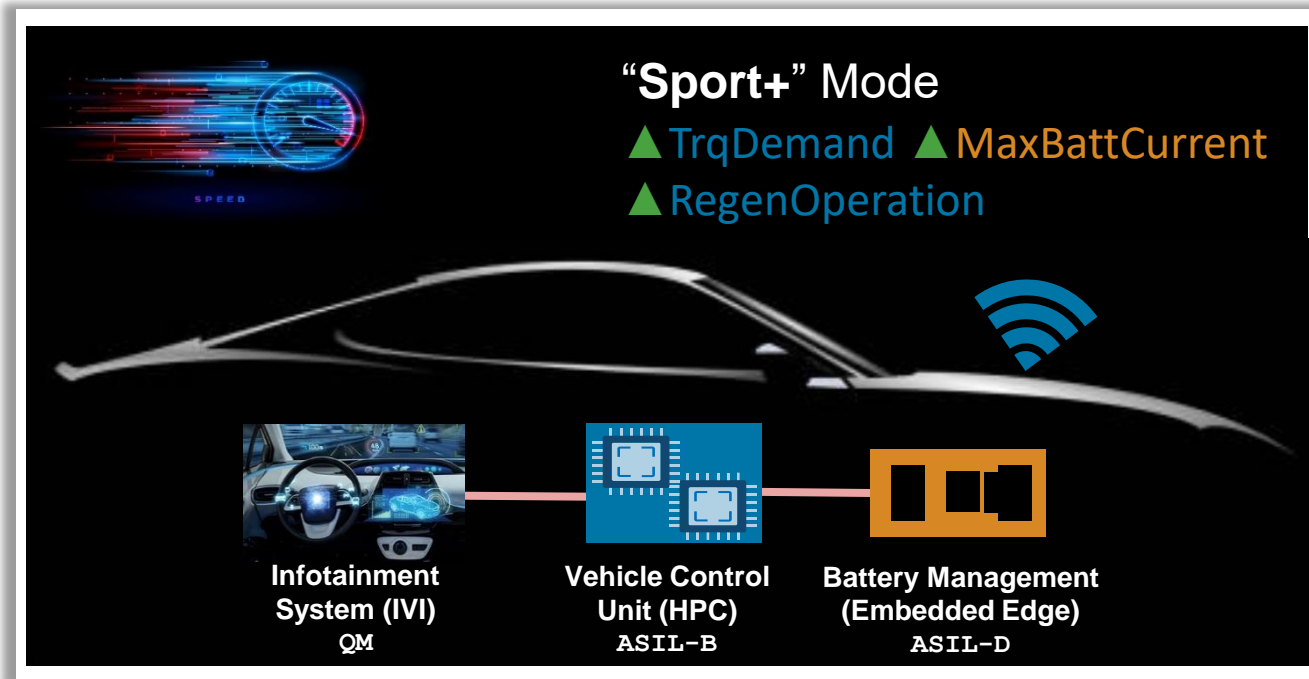 “Sport+” Mode
▲ TrqDemand ▲ MaxBattCurrent
▲ RegenOperation
SPEED
Infotainment
System (IVI)
QM
Vehicle Control
Unit (HPC)
ASIL-B
Battery Management
(Embedded Edge)
ASIL-D